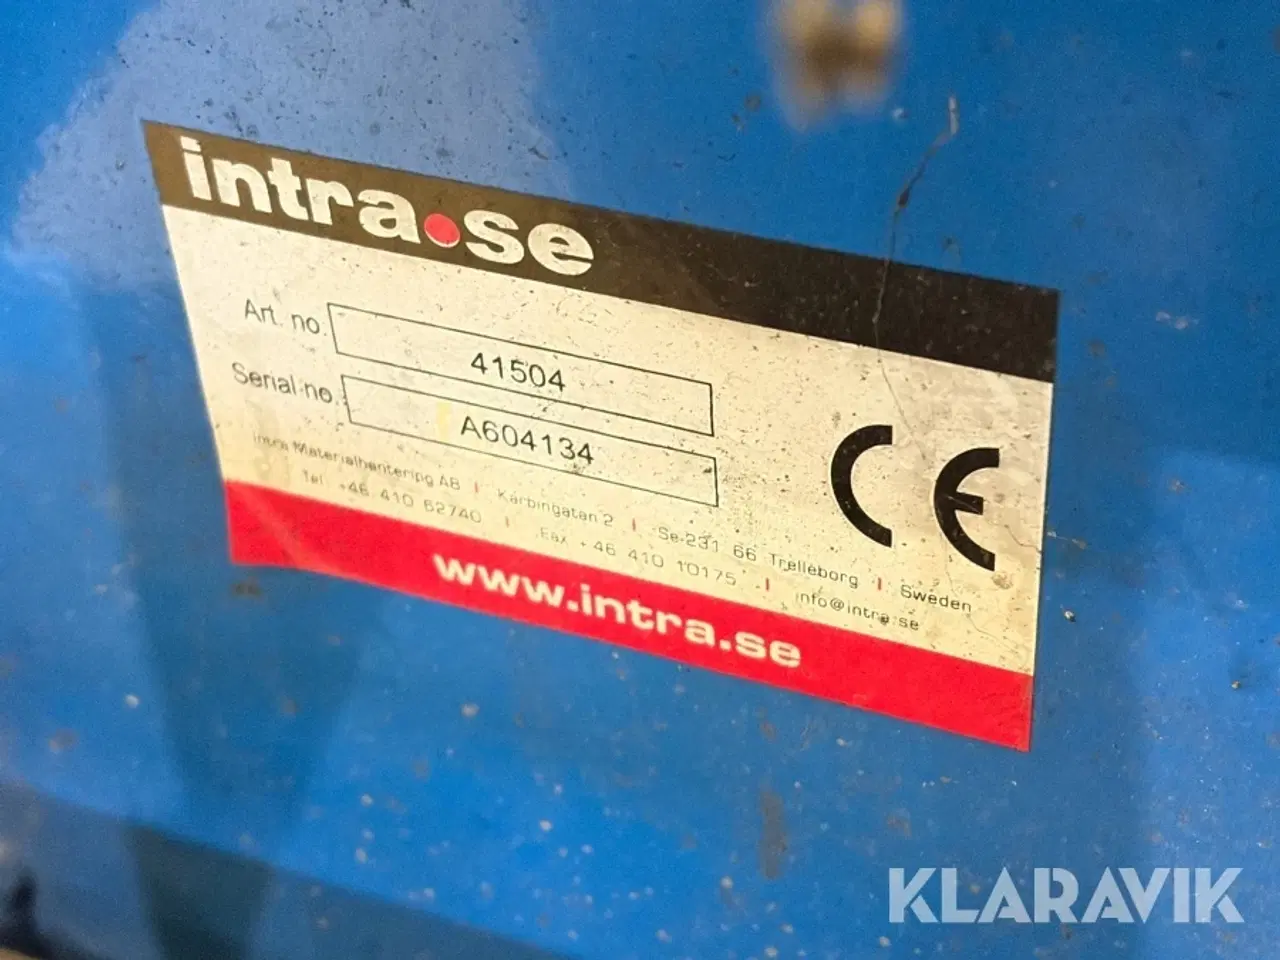 intra.se
Art. no. 41504
Serial no. A604134
Intra Materialhantering AB | Kärbingatan 2 | Se-231 66 Trelleborg | Sweden
Tel +46 410 62740 | Fax +46 410 10175 | info@intra.se
www.intra.se
CE
KLARAVIK